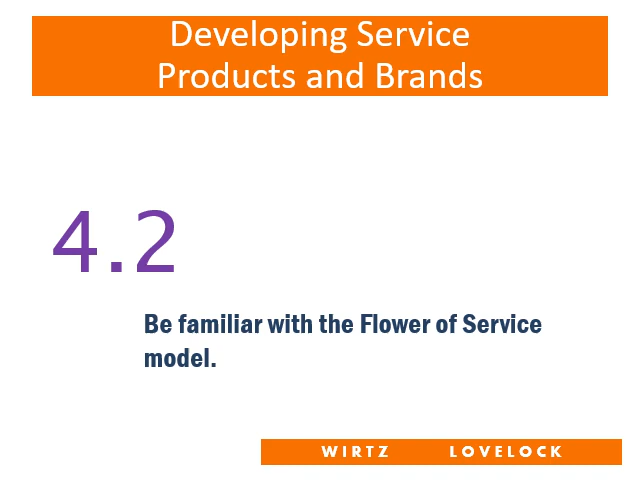 Developing Service
Products and Brands
4.2
Be familiar with the Flower of Service
model.
WIRTZ LOVELOCK